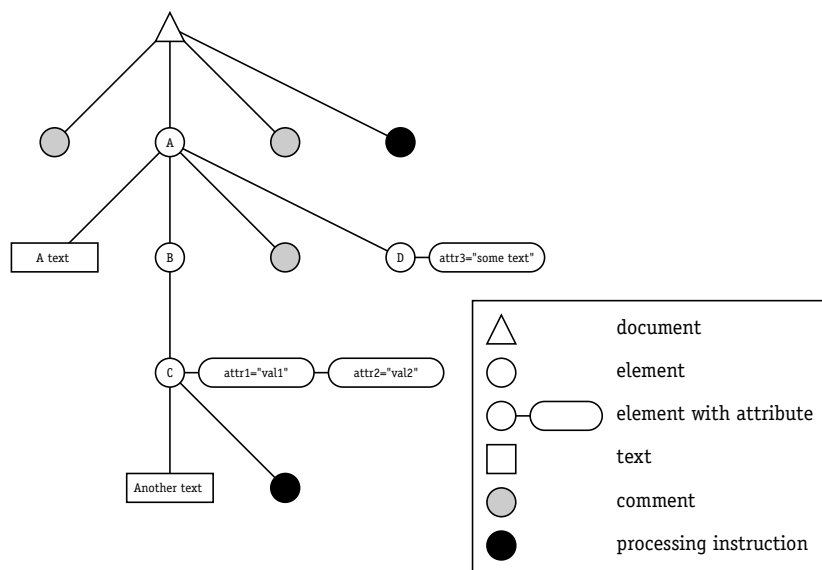 A
A text
B
D
attr3="some text"
C
attr1="val1"
attr2="val2"
Another text
document
element
element with attribute
text
comment
processing instruction